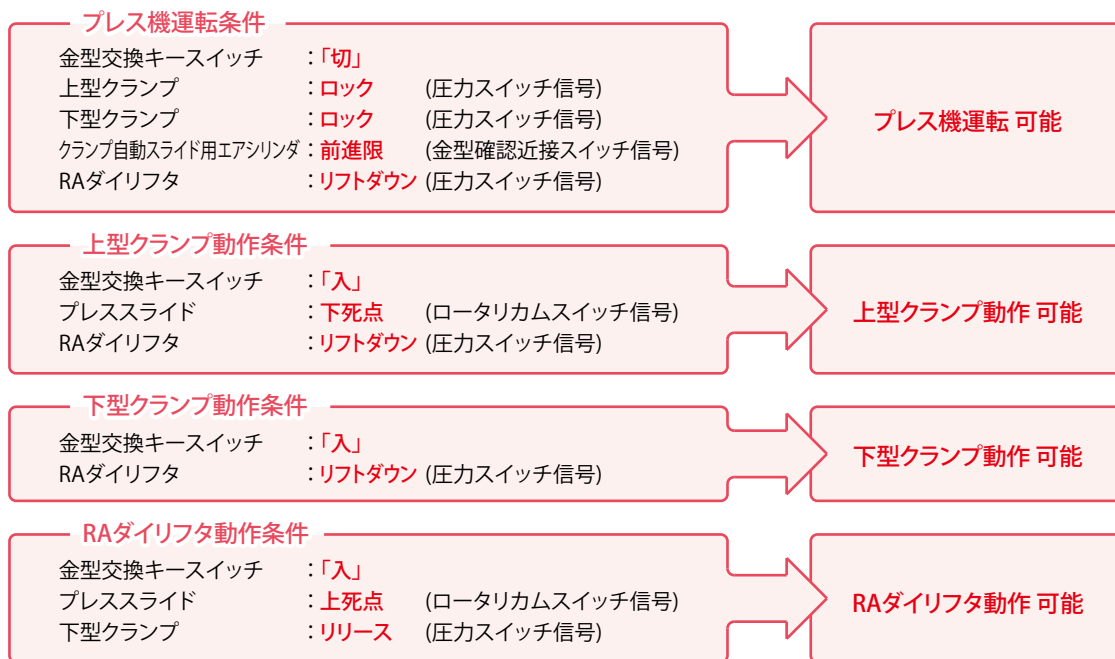 プレス機運転条件
金型交換キースイッチ ：「切」
上型クランプ ：ロック (圧力スイッチ信号)
下型クランプ ：ロック (圧力スイッチ信号)
クランプ自動スライド用エアシリンダ：前進限 (金型確認近接スイッチ信号)
RAダイリフタ ：リフトダウン (圧力スイッチ信号)
プレス機運転 可能
上型クランプ動作条件
金型交換キースイッチ ：「入」
プレススライド ：下死点 (ロータリカムスイッチ信号)
RAダイリフタ ：リフトダウン (圧力スイッチ信号)
上型クランプ動作 可能
下型クランプ動作条件
金型交換キースイッチ ：「入」
RAダイリフタ ：リフトダウン (圧力スイッチ信号)
下型クランプ動作 可能
RAダイリフタ動作条件
金型交換キースイッチ ：「入」
プレススライド ：上死点 (ロータリカムスイッチ信号)
下型クランプ ：リリース (圧力スイッチ信号)
RAダイリフタ動作 可能